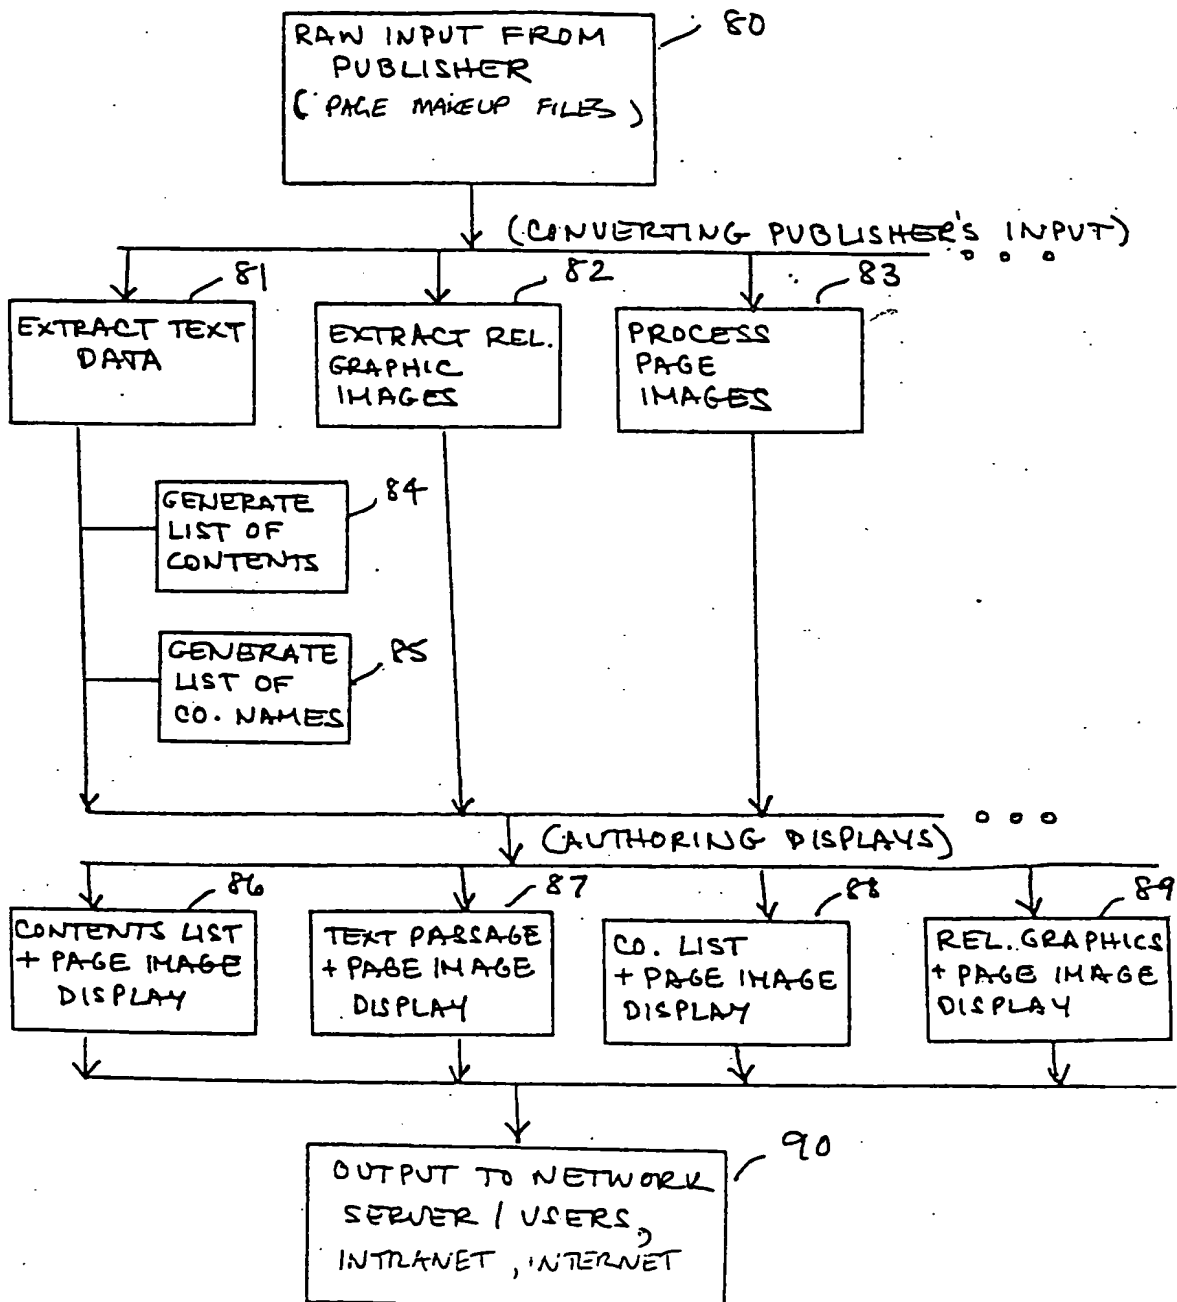 RAW INPUT FROM
PUBLISHER
( PAGE MAKEUP FILES )
80
(CONVERTING PUBLISHER'S INPUT)
81
EXTRACT TEXT
DATA
82
EXTRACT REL.
GRAPHIC
IMAGES
83
PROCESS
PAGE
IMAGES
84
GENERATE
LIST OF
CONTENTS
85
GENERATE
LIST OF
CO. NAMES
(AUTHORING DISPLAYS)
86
CONTENTS LIST
+ PAGE IMAGE
DISPLAY
87
TEXT PASSAGE
+ PAGE IMAGE
DISPLAY
88
CO. LIST
+ PAGE IMAGE
DISPLAY
89
REL. GRAPHICS
+ PAGE IMAGE
DISPLAY
90
OUTPUT TO NETWORK
SERVER / USERS,
INTRANET, INTERNET